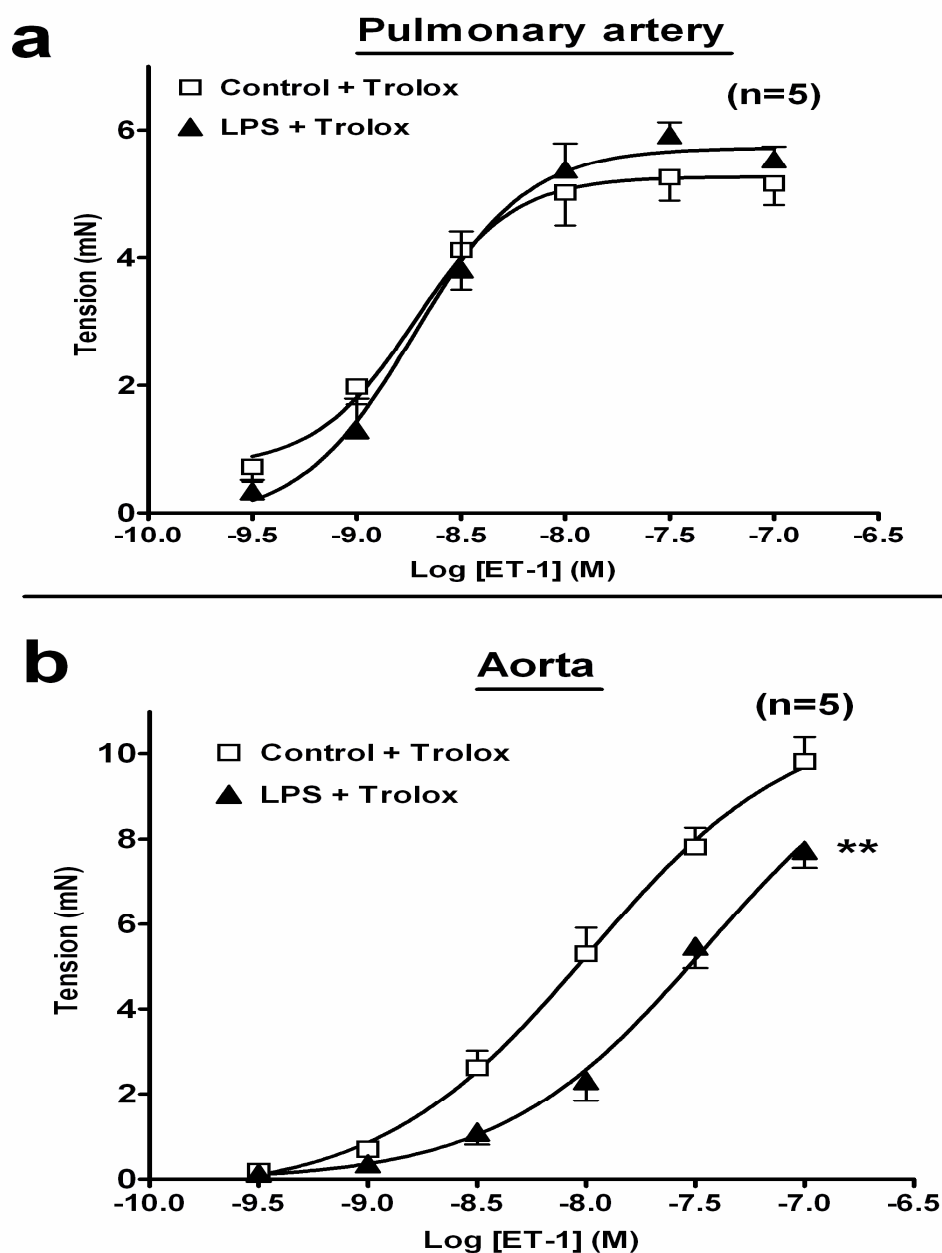 a
Pulmonary artery
Control + Trolox
LPS + Trolox
(n=5)
6
4
2
0
Tension (mN)
-10.0 -9.5 -9.0 -8.5 -8.0 -7.5 -7.0 -6.5
Log [ET-1] (M)
b
Aorta
(n=5)
Control + Trolox
LPS + Trolox
**
10
8
6
4
2
0
Tension (mN)
-10.0 -9.5 -9.0 -8.5 -8.0 -7.5 -7.0 -6.5
Log [ET-1] (M)